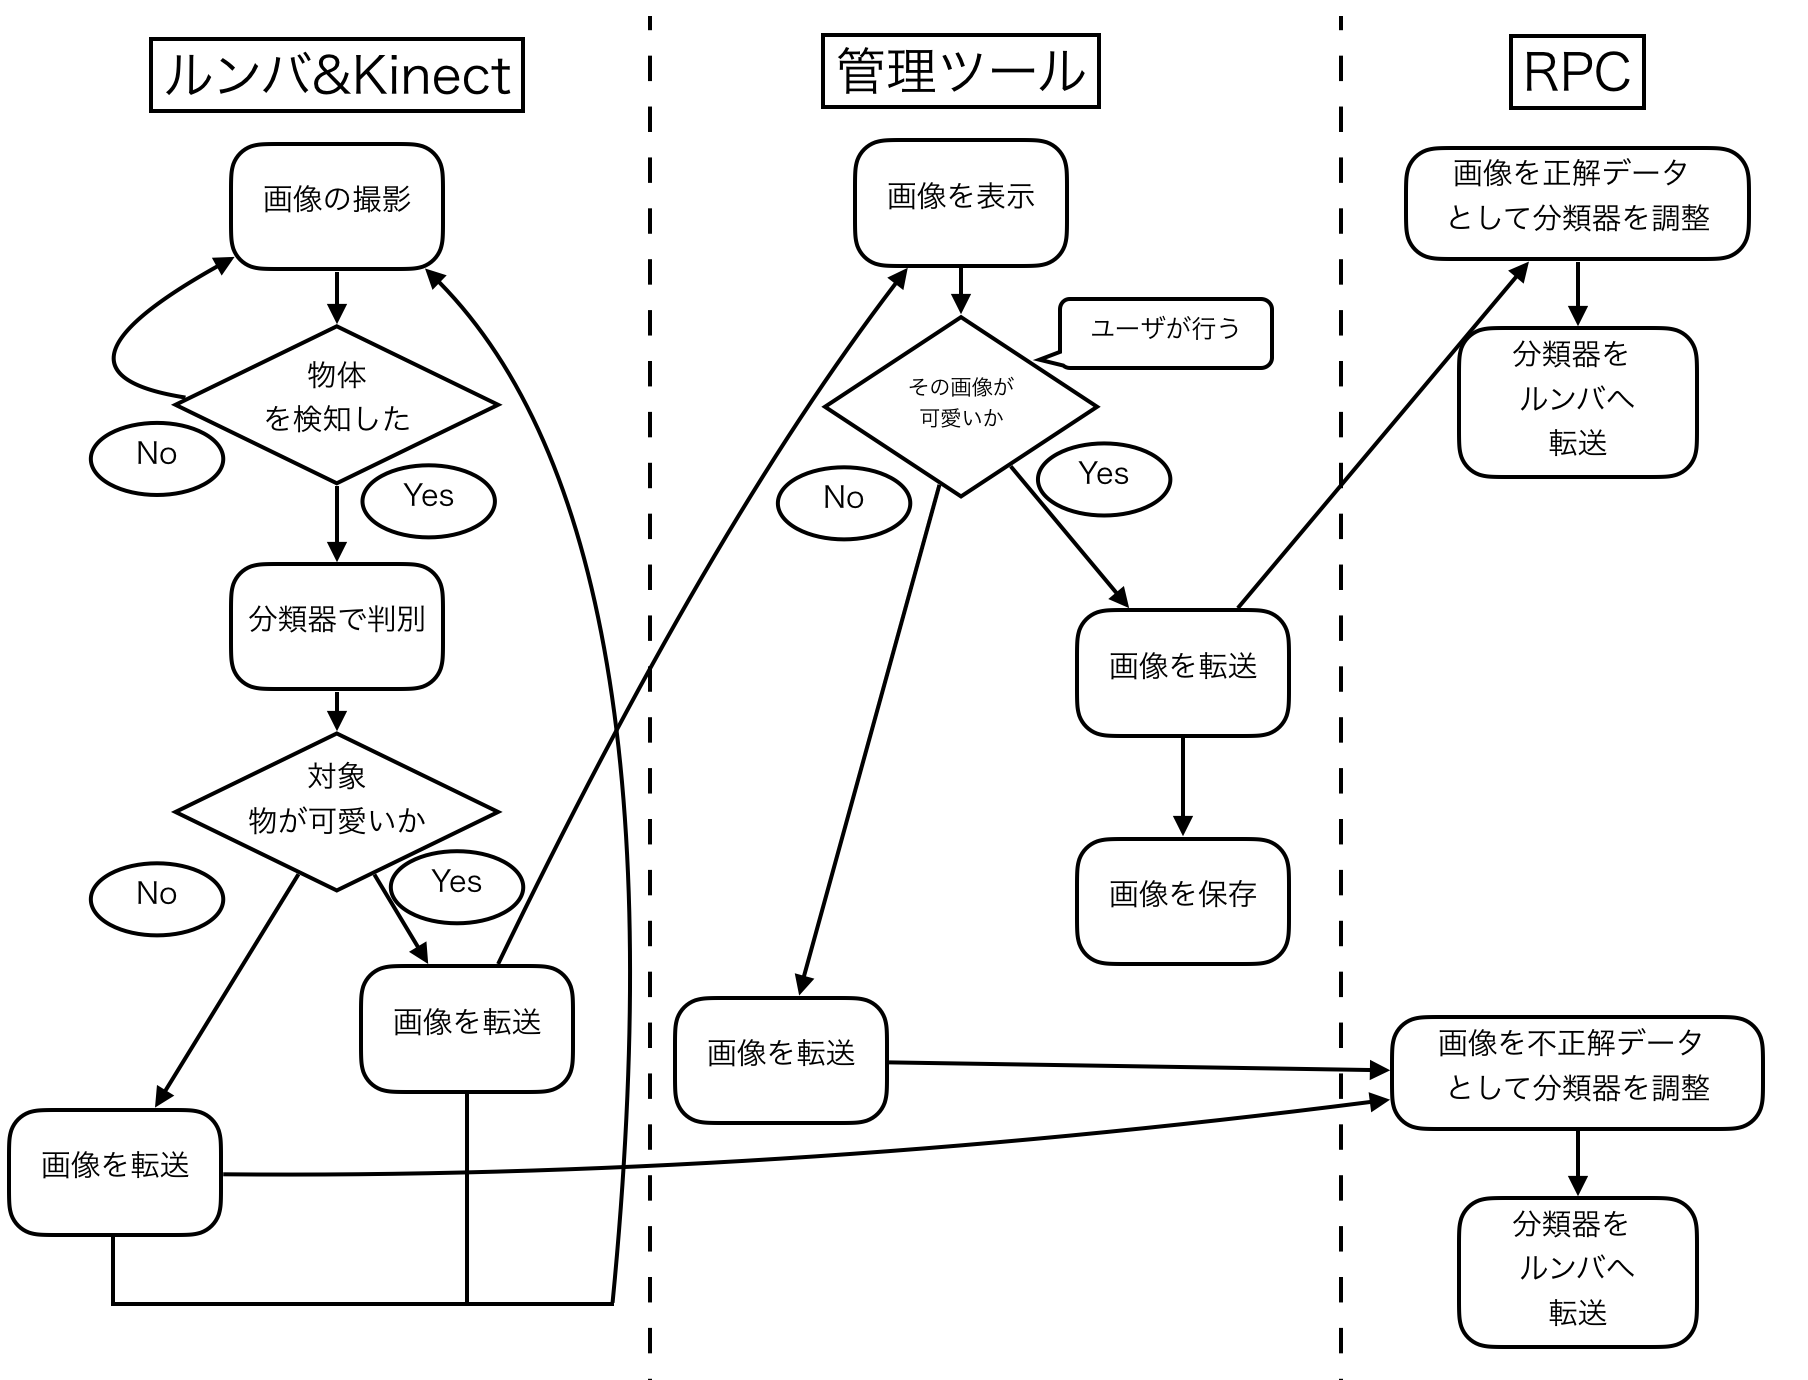 ルンバ&Kinect
画像の撮影
物体
を検知した
No
Yes
分類器で判別
対象
物が可愛いか
No
Yes
画像を転送
画像を転送
管理ツール
画像を表示
ユーザが行う
その画像が
可愛いか
No
Yes
画像を転送
画像を保存
画像を転送
RPC
画像を正解データ
として分類器を調整
分類器を
ルンバへ
転送
画像を不正解データ
として分類器を調整
分類器を
ルンバへ
転送